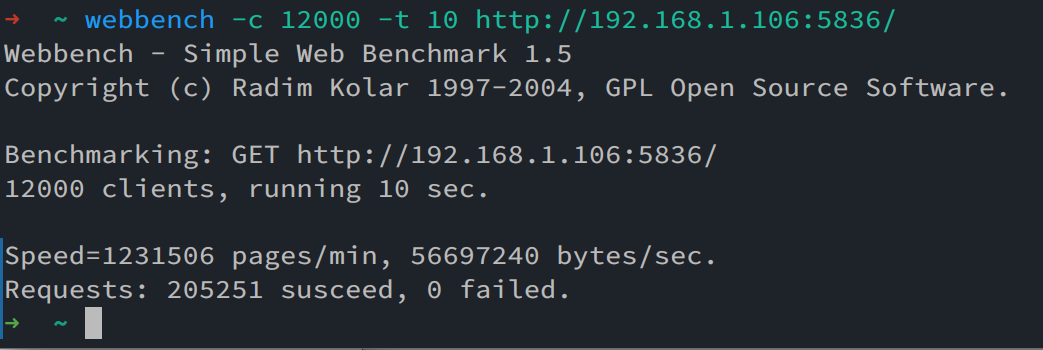 ➜  ~ webbench -c 12000 -t 10 http://192.168.1.106:5836/
Webbench - Simple Web Benchmark 1.5
Copyright (c) Radim Kolar 1997-2004, GPL Open Source Software.

Benchmarking: GET http://192.168.1.106:5836/
12000 clients, running 10 sec.

Speed=1231506 pages/min, 56697240 bytes/sec.
Requests: 205251 susceed, 0 failed.
➜  ~